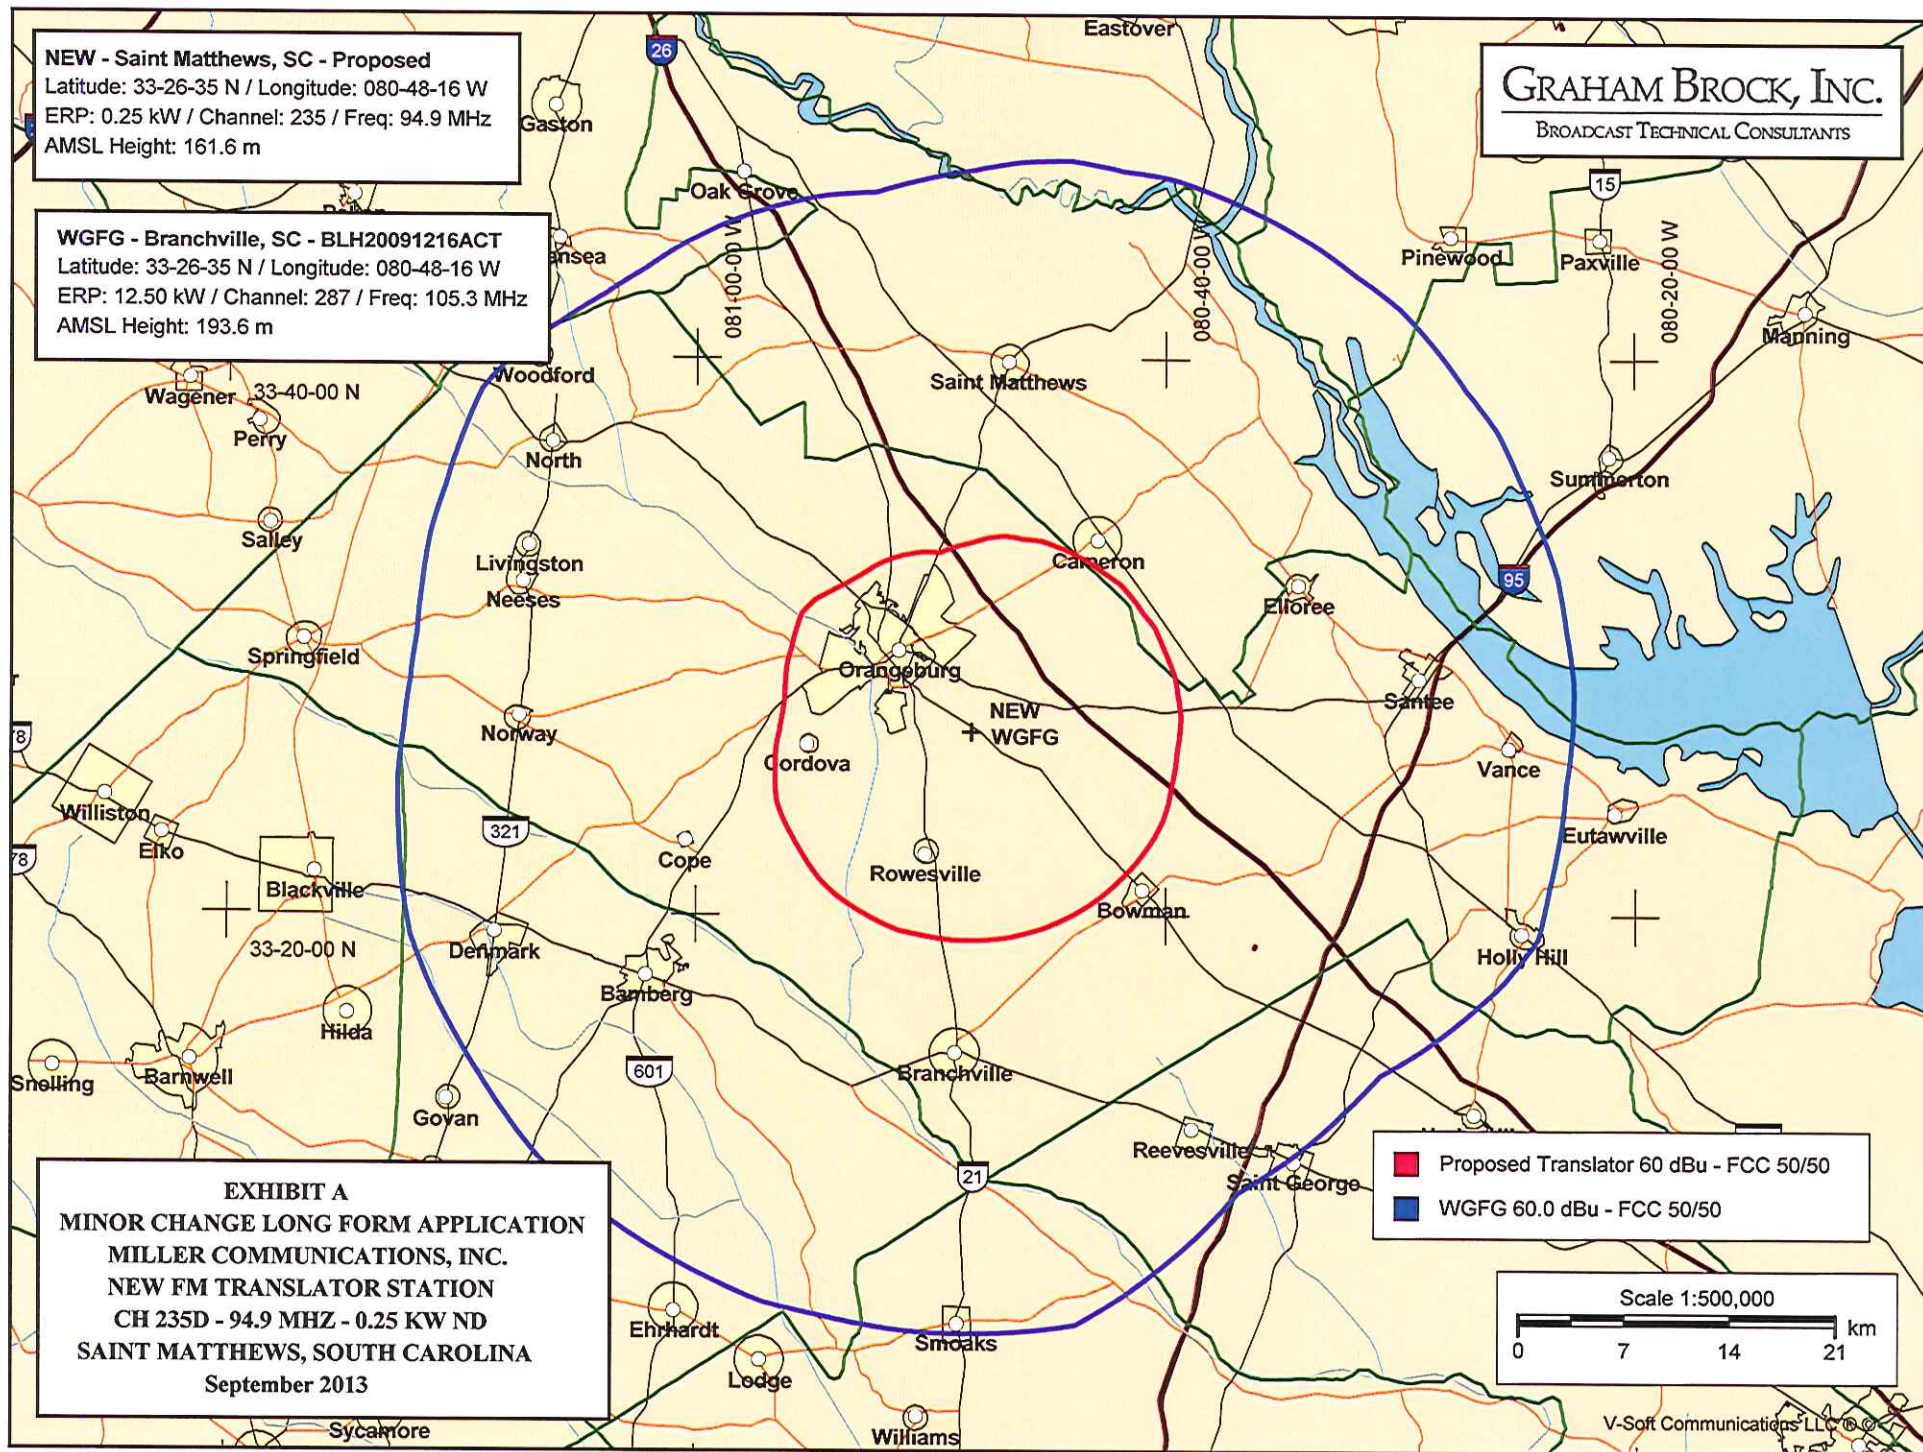 NEW - Saint Matthews, SC - Proposed
Latitude: 33-26-35 N / Longitude: 080-48-16 W
ERP: 0.25 kW / Channel: 235 / Freq: 94.9 MHz
AMSL Height: 161.6 m
WGFG - Branchville, SC - BLH20091216ACT
Latitude: 33-26-35 N / Longitude: 080-48-16 W
ERP: 12.50 kW / Channel: 287 / Freq: 105.3 MHz
AMSL Height: 193.6 m
GRAHAM BROCK, INC.
BROADCAST TECHNICAL CONSULTANTS
Eastover
26
Gaston
Oak Grove
15
081-00-00 W
080-40-00 W
080-20-00 W
Pinewood
Paxville
Manning
Woodford
Saint Matthews
Wagener
33-40-00 N
Perry
North
Summerton
Salley
Livingston
Neeses
Cameron
95
Elloree
Springfield
Orangeburg
Santee
Norway
NEW
WGFG
Cordova
Vance
78
Williston
Elko
321
Cope
Eutawville
78
Blackville
Rowesville
Bowman
33-20-00 N
Denmark
Holly Hill
Bamberg
Hilda
Snelling
Barnwell
601
Branchville
Govan
Reevesville
21
Saint George
Proposed Translator 60 dBu - FCC 50/50
WGFG 60.0 dBu - FCC 50/50
EXHIBIT A
MINOR CHANGE LONG FORM APPLICATION
MILLER COMMUNICATIONS, INC.
NEW FM TRANSLATOR STATION
CH 235D - 94.9 MHZ - 0.25 KW ND
SAINT MATTHEWS, SOUTH CAROLINA
September 2013
Ehrhardt
Smoaks
Lodge
Scale 1:500,000
km
0 7 14 21
Sycamore
Williams
V-Soft Communications LLC ® ©